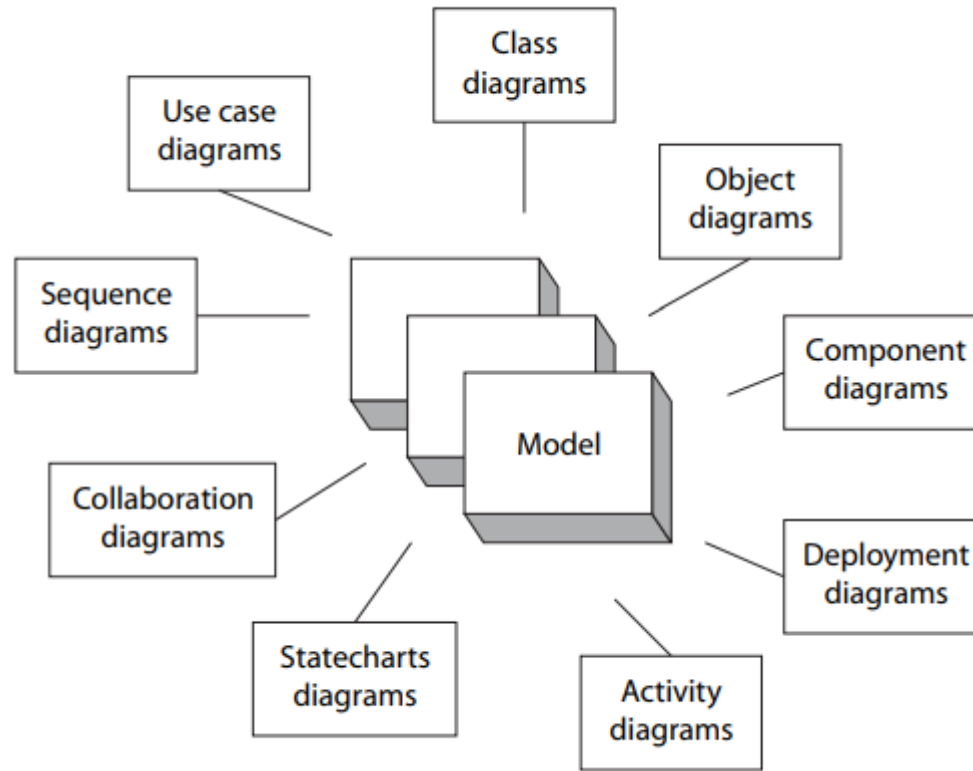 Class
diagrams
Use case
diagrams
Object
diagrams
Sequence
diagrams
Component
diagrams
Model
Collaboration
diagrams
Deployment
diagrams
Statecharts
diagrams
Activity
diagrams